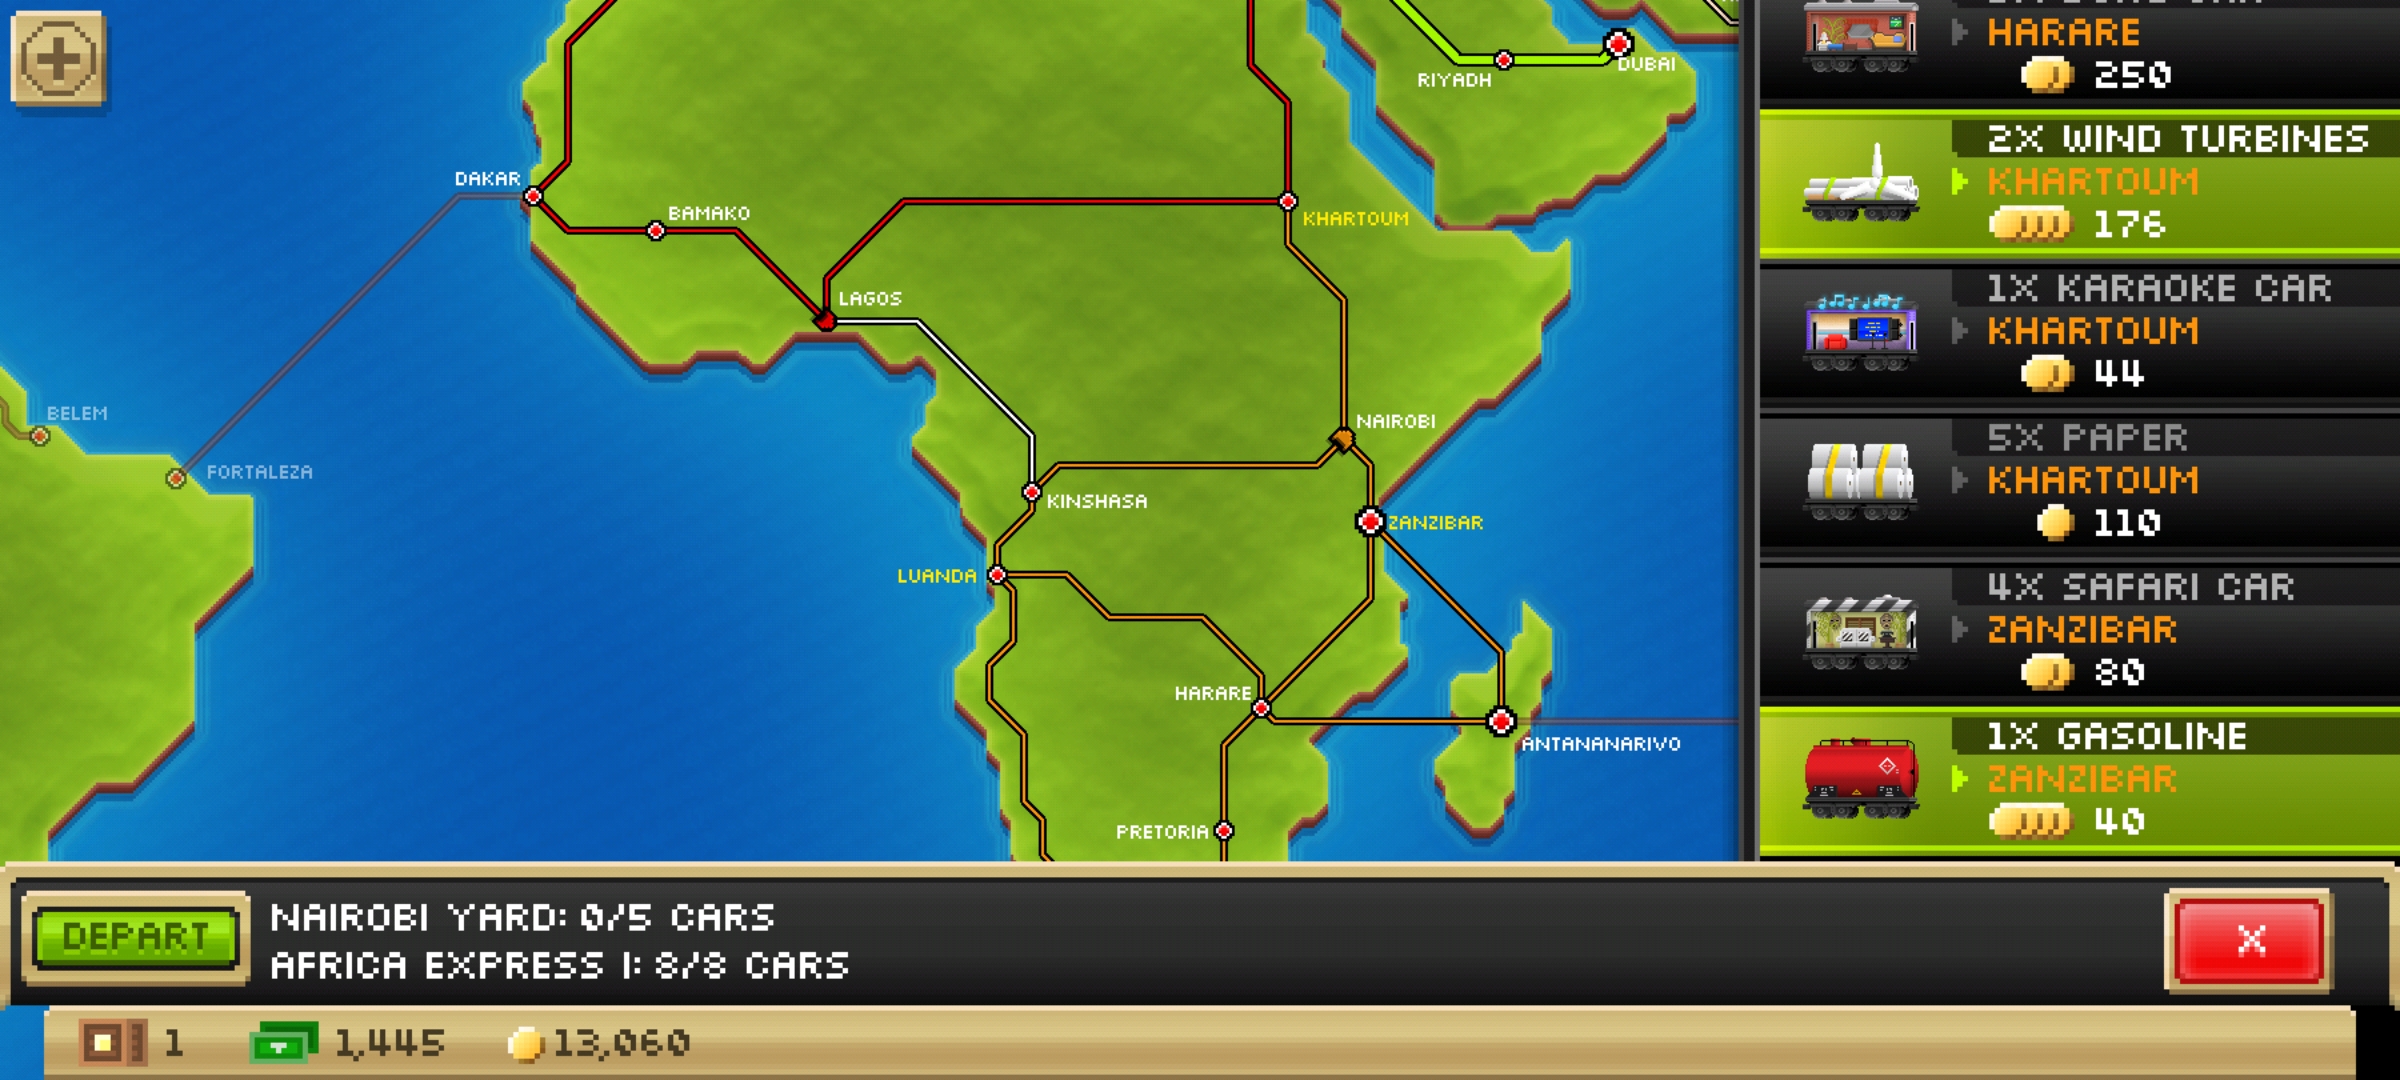 HARARE
250
2X WIND TURBINES
KHARTOUM
176
1X KARAOKE CAR
KHARTOUM
44
5X PAPER
KHARTOUM
110
4X SAFARI CAR
ZANZIBAR
80
1X GASOLINE
ZANZIBAR
40
RIYADH
DUBAI
DAKAR
BAMAKO
KHARTOUM
LAGOS
BELEM
NAIROBI
FORTALEZA
KINSHASA
ZANZIBAR
LUANDA
HARARE
ANTANANARIVO
PRETORIA
DEPART
NAIROBI YARD: 0/5 CARS
AFRICA EXPRESS I: 8/8 CARS
X
1
1,445
13,060